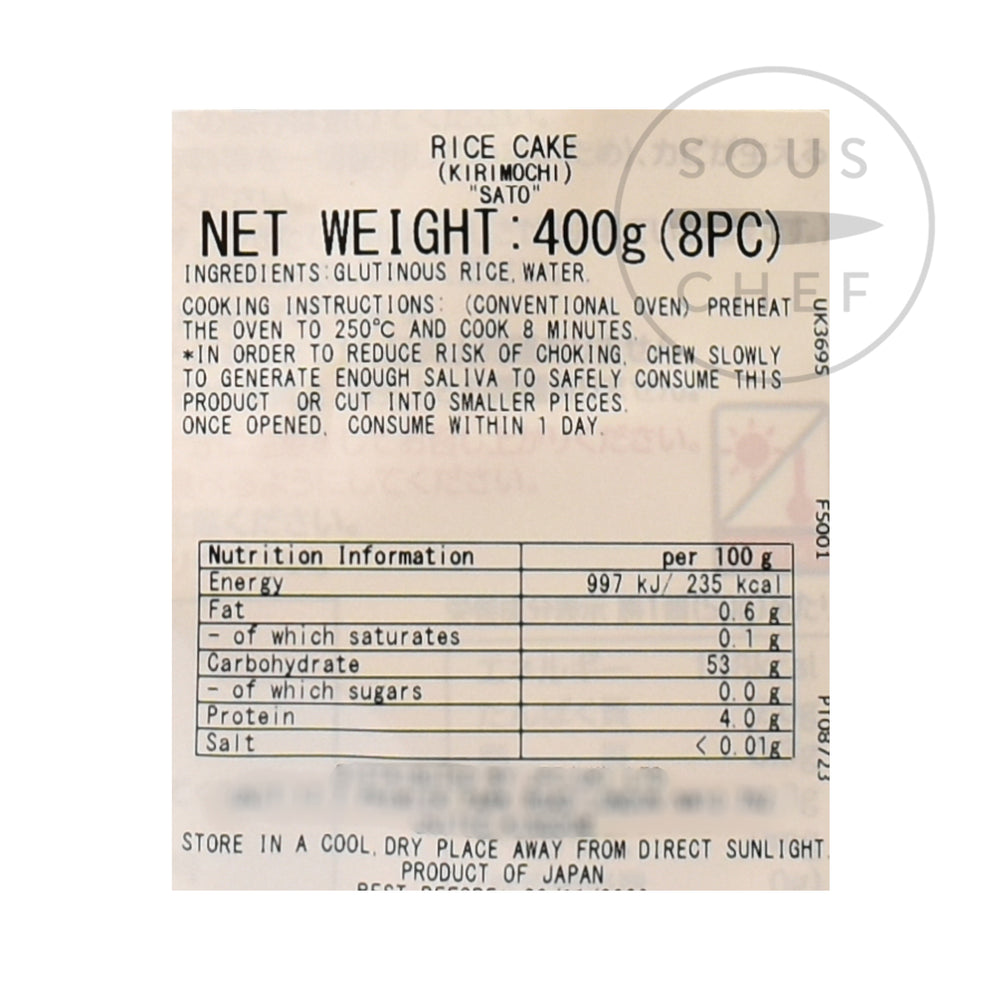 RICE CAKE
(KIRIMOCHI)
"SATO"
NET WEIGHT:400g(8PC)
INGREDIENTS:GLUTINOUS RICE, WATER.
COOKING INSTRUCTIONS: (CONVENTIONAL OVEN) PREHEAT
THE OVEN TO 250°C AND COOK 8 MINUTES.
*IN ORDER TO REDUCE RISK OF CHOKING, CHEW SLOWLY
TO GENERATE ENOUGH SALIVA TO SAFELY CONSUME THIS
PRODUCT OR CUT INTO SMALLER PIECES.
ONCE OPENED, CONSUME WITHIN 1 DAY.
Nutrition Information per 100 g
Energy 997 kJ/ 235 kcal
Fat 0.6 g
- of which saturates 0.1 g
Carbohydrate 53 g
- of which sugars 0.0 g
Protein 4.0 g
Salt < 0.01g
STORE IN A COOL, DRY PLACE AWAY FROM DIRECT SUNLIGHT.
PRODUCT OF JAPAN
UK3695
FS001
PT08/23
SOUS
CHEF